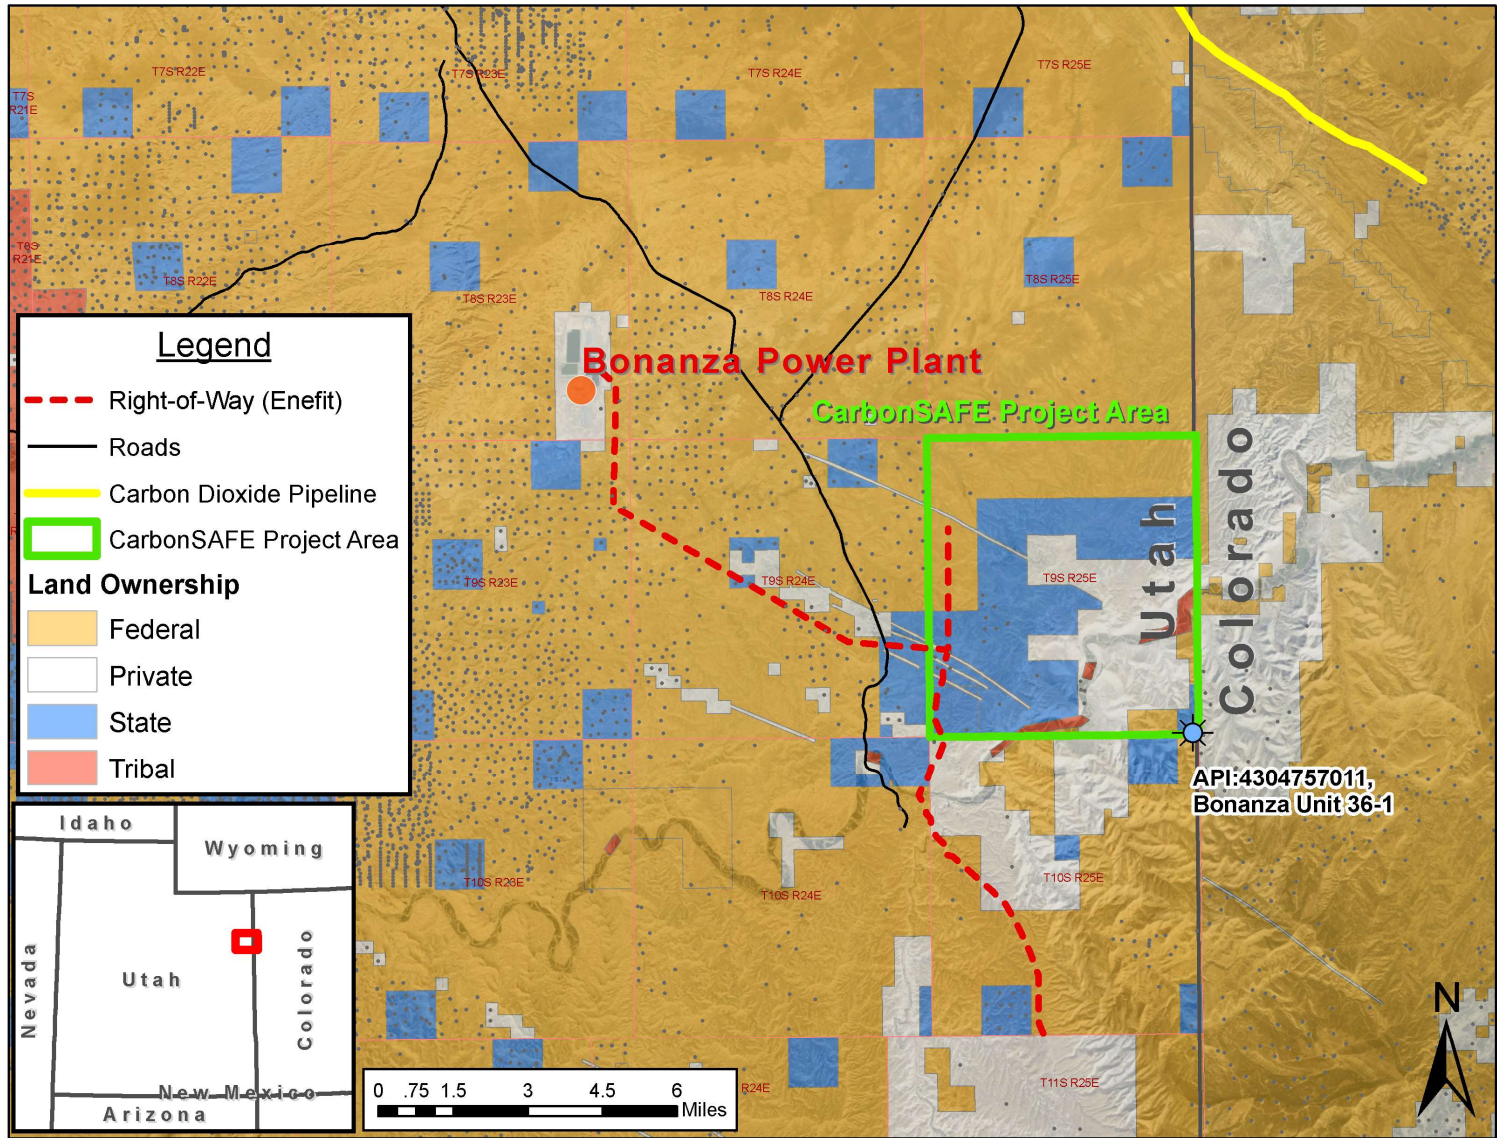 T7S R22E
T7S R23E
T7S R24E
T7S R25E
T7S
R21E
T8S
R21E
T8S R22E
T8S R23E
T8S R24E
T8S R25E
Legend
Right-of-Way (Enefit)
Roads
Carbon Dioxide Pipeline
CarbonSAFE Project Area
Land Ownership
Federal
Private
State
Tribal
Bonanza Power Plant
CarbonSAFE Project Area
Utah
Colorado
T9S R23E
T9S R24E
T9S R25E
API:4304757011,
Bonanza Unit 36-1
T10S R23E
T10S R24E
T10S R25E
R24E
T11S R25E
Idaho
Wyoming
Nevada
Utah
Colorado
New Mexico
Arizona
0 .75 1.5 3 4.5 6
Miles
N